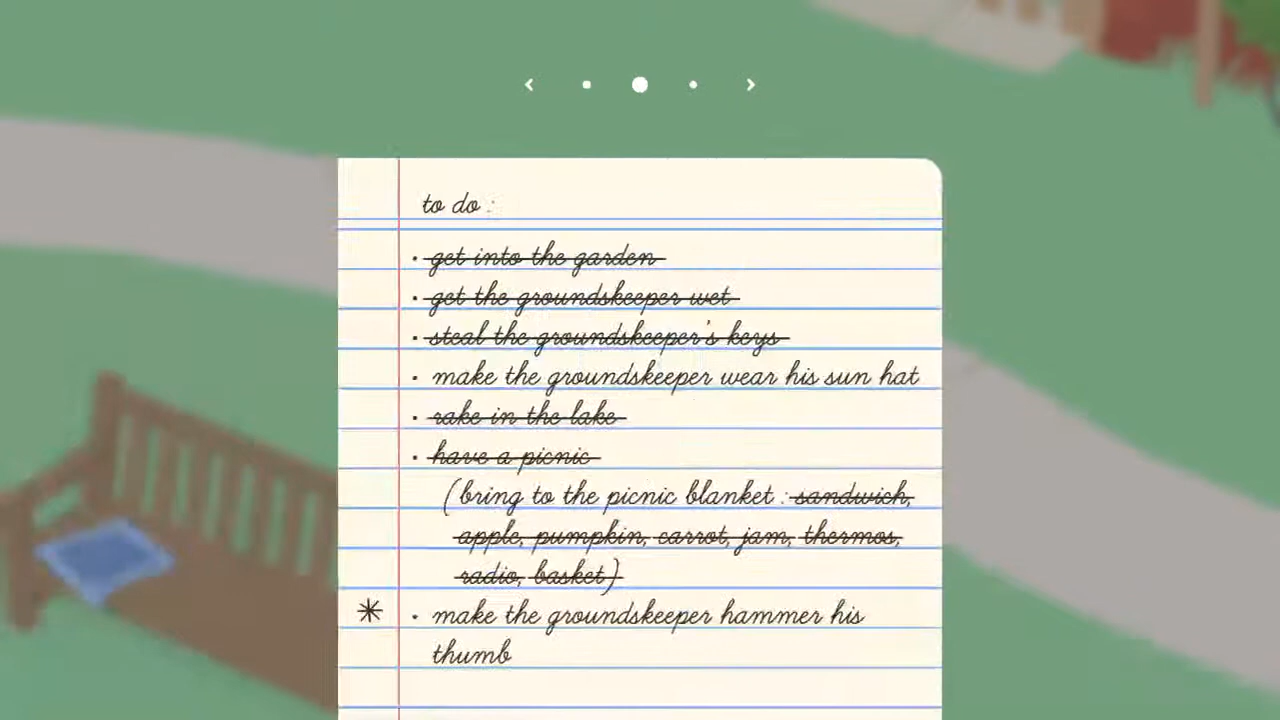 to do :
• get into the garden
• get the groundskeeper wet
• steal the groundskeeper's keys
• make the groundskeeper wear his sun hat
• rake in the lake
• have a picnic
(bring to the picnic blanket : sandwich,
apple, pumpkin, carrot, jam, thermos,
radio, basket)
* • make the groundskeeper hammer his
thumb